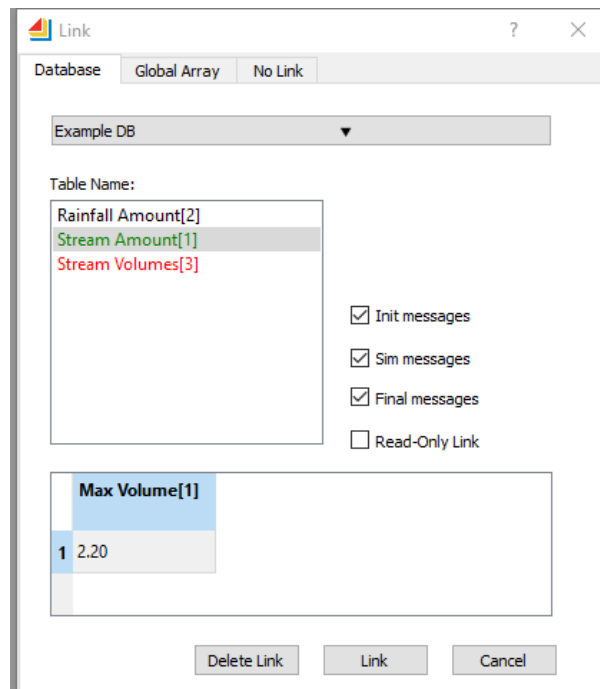 Link
?
Database
Global Array
No Link
Example DB
Table Name:
Rainfall Amount[2]
Stream Amount[1]
Stream Volumes[3]
Init messages
Sim messages
Final messages
Read-Only Link
Max Volume[1]
1 2.20
Delete Link
Link
Cancel